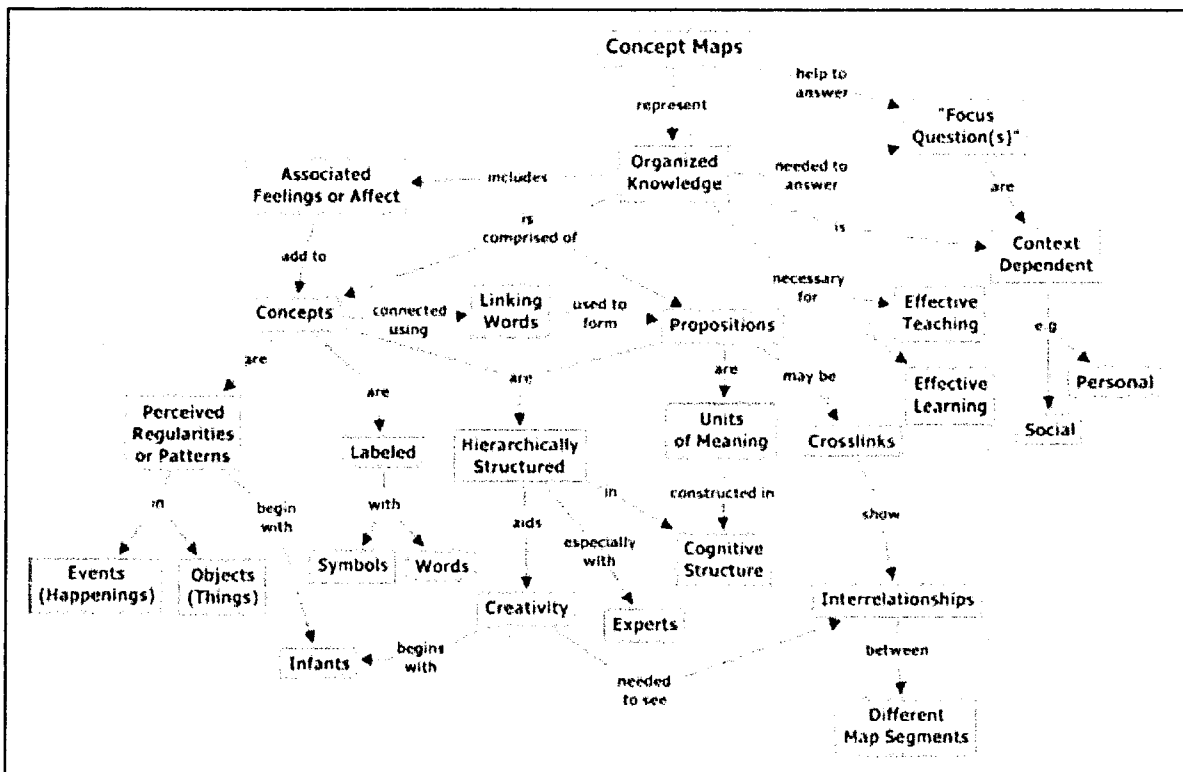 Concept Maps
help to
answer
represent
"Focus
Question(s)"
Associated
Feelings or Affect
includes
Organized
Knowledge
needed to
answer
are
is
comprised of
is
Context
Dependent
add to
necessary
for
Concepts
connected
using
Linking
Words
used to
form
Propositions
Effective
Teaching
e.g
are
are
are
are
may be
Effective
Learning
Personal
Perceived
Regularities
or Patterns
Labeled
Hierarchically
Structured
Units
of Meaning
Crosslinks
Social
in
begin
with
with
aids
in
constructed in
show
especially
with
Events
(Happenings)
Objects
(Things)
Symbols
Words
Cognitive
Structure
Creativity
Experts
Interrelationships
Infants
begins
with
needed
to see
between
Different
Map Segments